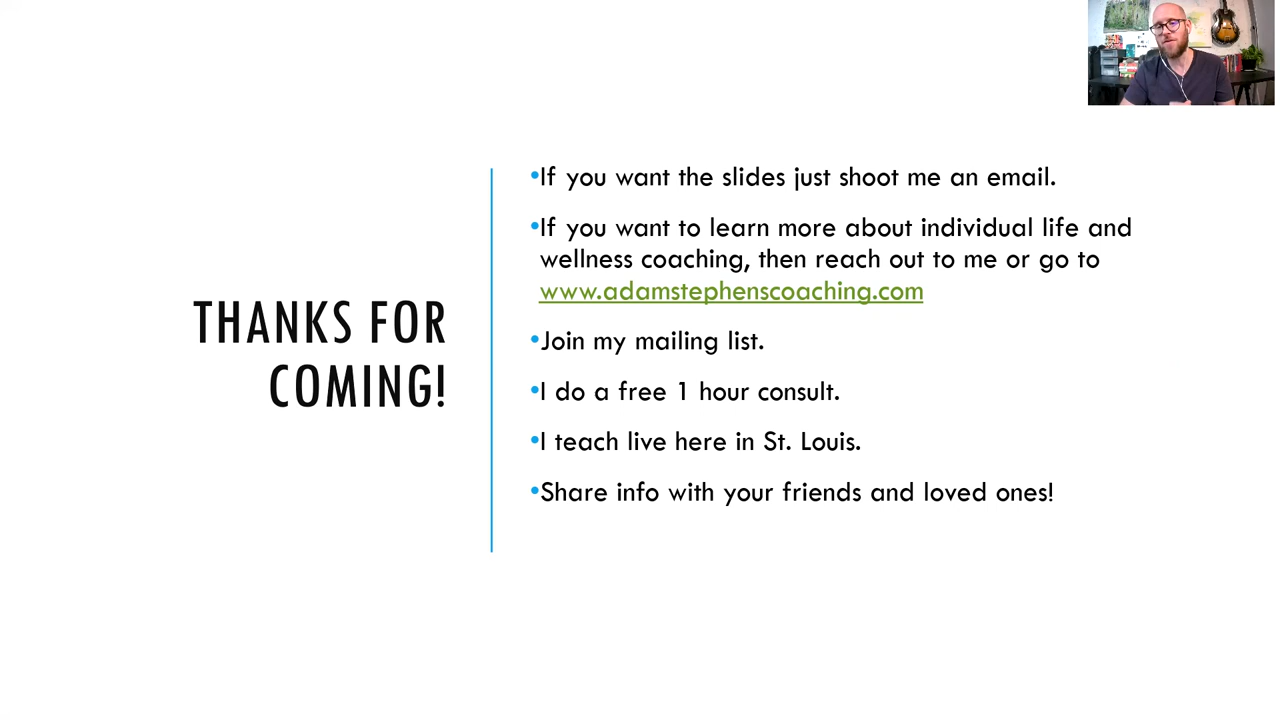 THANKS FOR
COMING!
•If you want the slides just shoot me an email.
•If you want to learn more about individual life and
wellness coaching, then reach out to me or go to
www.adamstephenscoaching.com
•Join my mailing list.
•I do a free 1 hour consult.
•I teach live here in St. Louis.
•Share info with your friends and loved ones!